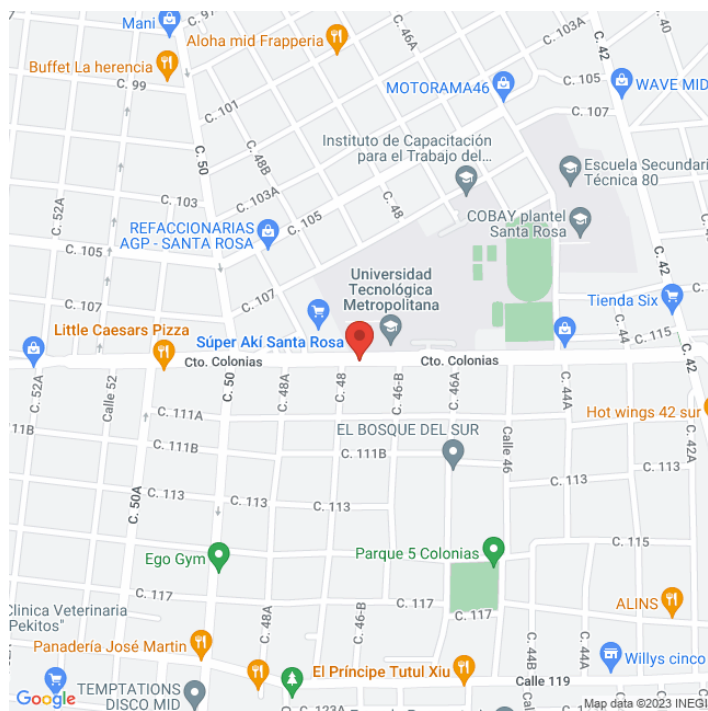 Mani
C. 97
Aloha mid Frapperia
C. 46A
C. 103A
C. 42
C. 40
Buffet La herencia
C. 99
C. 101
MOTORAMA46
C. 105
WAVE MID
C. 107
C. 50
C. 48B
Instituto de Capacitación
para el Trabajo del...
Escuela Secundari
Técnica 80
C. 52A
C. 103
C. 103A
C. 105
C. 48
COBAY plantel
Santa Rosa
REFACCIONARIAS
AGP - SANTA ROSA
C. 105
C. 42
Universidad
Tecnológica
Metropolitana
C. 107
C. 107
Tienda Six
Súper Akí Santa Rosa
C. 44
C. 115
Little Caesars Pizza
Cto. Colonias
Cto. Colonias
C. 42
C. 52A
Calle 52
C. 50
C. 48A
C. 48
C. 46-B
C. 46A
C. 44A
C. 111A
Hot wings 42 sur
11B
C. 111B
C. 111B
EL BOSQUE DEL SUR
Calle 46
C. 42A
C. 113
C. 50A
C. 113
C. 113
C. 115
Ego Gym
Parque 5 Colonias
C. 117
C. 117
ALINS
Clinica Veterinaria
Pekitos"
C. 48A
C. 46-B
Panadería José Martin
El Príncipe Tutul Xiu
C. 44B
C. 44A
Willys cinco
Calle 119
TEMPTATIONS
DISCO MID
C. 123A
Google
Map data ©2023 INEGI